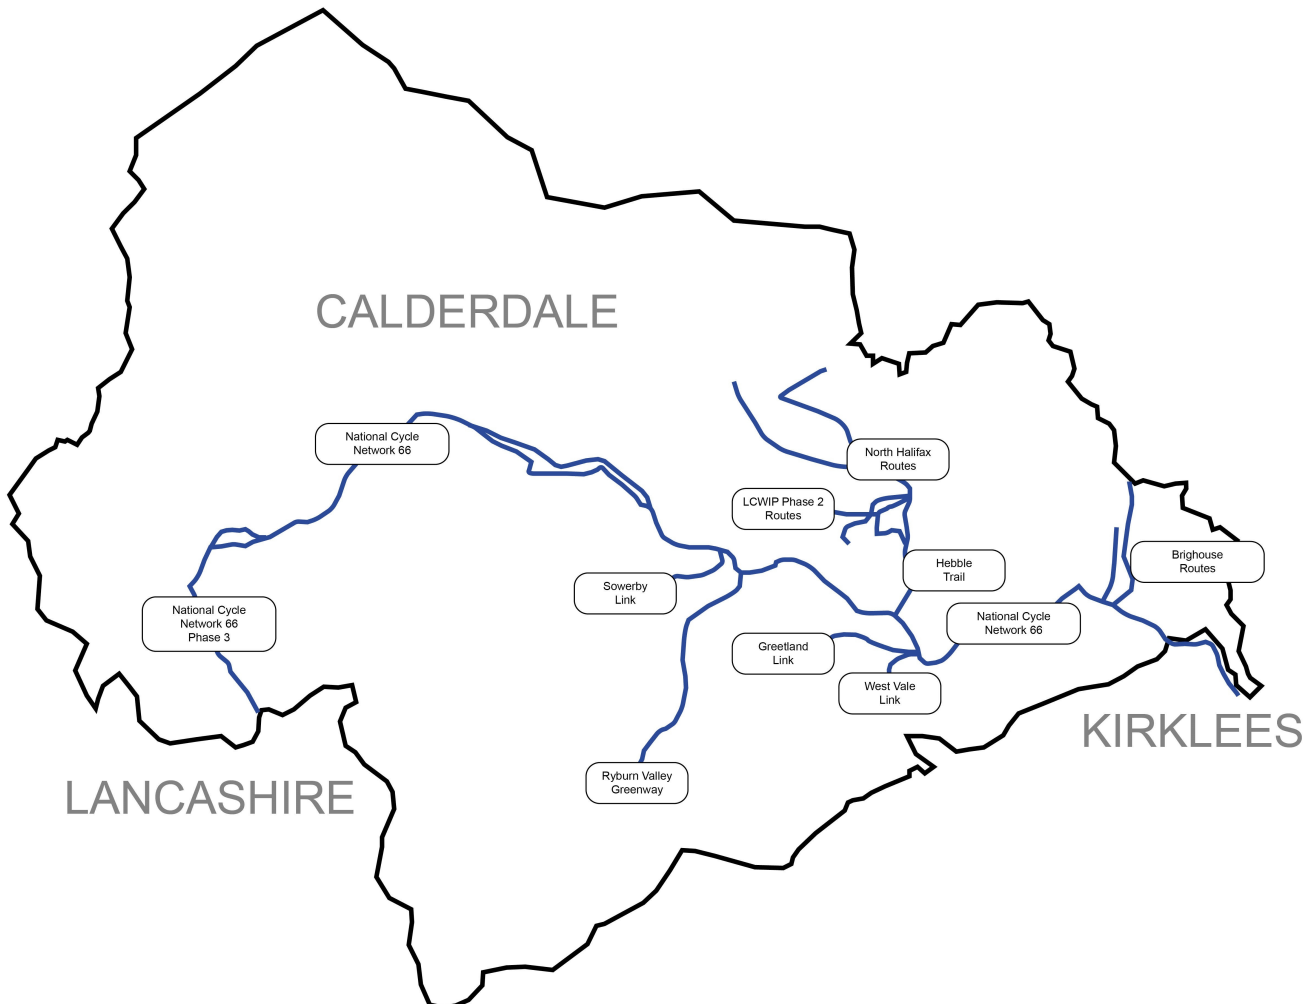 CALDERDALE
National Cycle
Network 66
North Halifax
Routes
LCWIP Phase 2
Routes
Hebble
Trail
Brighouse
Routes
Sowerby
Link
National Cycle
Network 66
Phase 3
National Cycle
Network 66
Greetland
Link
West Vale
Link
KIRKLEES
Ryburn Valley
Greenway
LANCASHIRE